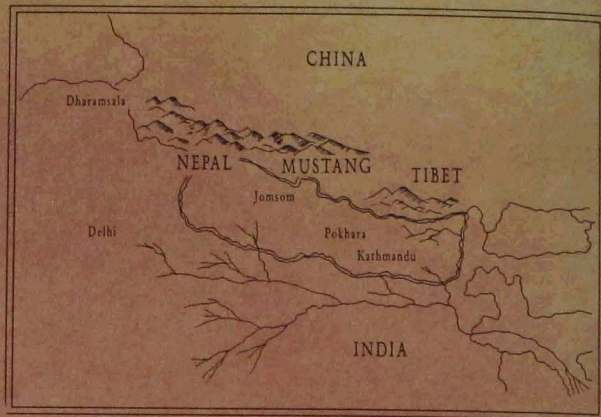 CHINA
Dharamsala
NEPAL MUSTANG TIBET
Jomsom
Delhi
Pokhara
Kathmandu
INDIA